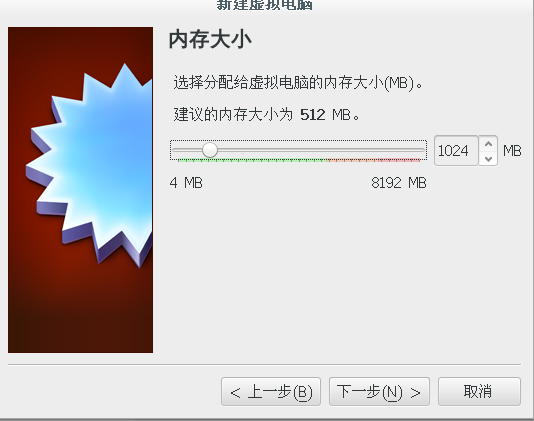 新建虚拟电脑
内存大小
选择分配给虚拟电脑的内存大小(MB)。
建议的内存大小为 512 MB。
1024 MB
4 MB 8192 MB
< 上一步(B) 下一步(N) > 取消